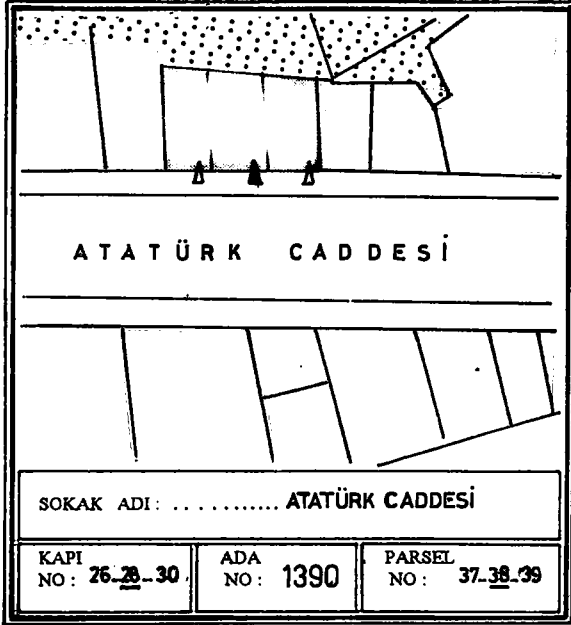 ATATÜRK CADDESİ
SOKAK ADI: ............ ATATÜRK CADDESİ
KAPI NO: 26-28-30
ADA NO: 1390
PARSEL NO: 37-38-39